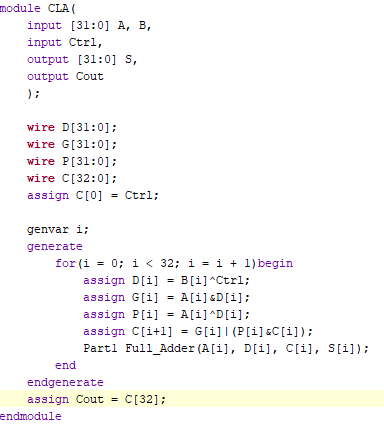 module CLA(
    input [31:0] A, B,
    input Ctrl,
    output [31:0] S,
    output Cout
    );
    wire D[31:0];
    wire G[31:0];
    wire P[31:0];
    wire C[32:0];
    assign C[0] = Ctrl;
    genvar i;
    generate
        for(i = 0; i < 32; i = i + 1)begin
            assign D[i] = B[i]^Ctrl;
            assign G[i] = A[i]&D[i];
            assign P[i] = A[i]^D[i];
            assign C[i+1] = G[i]|(P[i]&C[i]);
            Part1 Full_Adder(A[i], D[i], C[i], S[i]);
        end
    endgenerate
    assign Cout = C[32];
endmodule